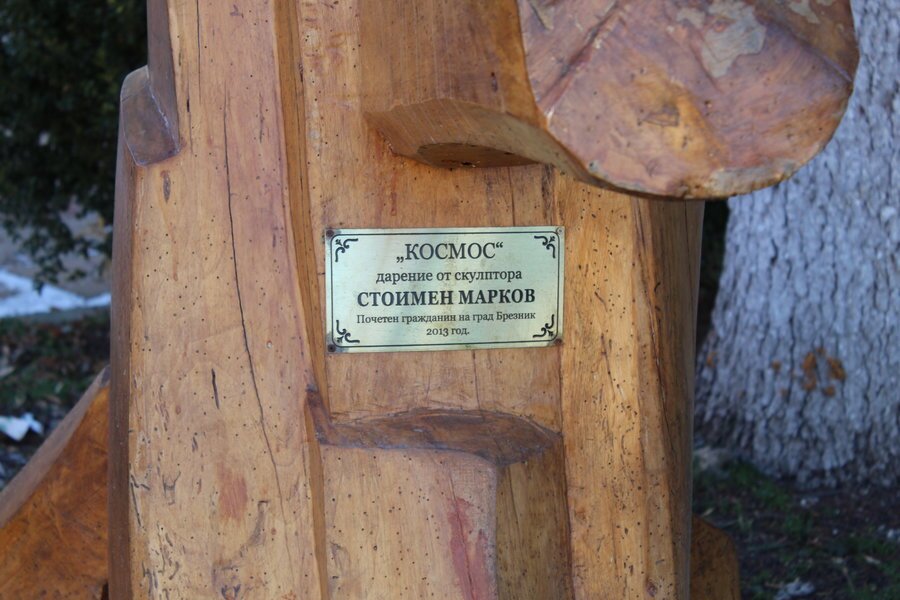 „КОСМОС“
дарение от скулптора
СТОИМЕН МАРКОВ
Почетен гражданин на град Брезник
2013 год.